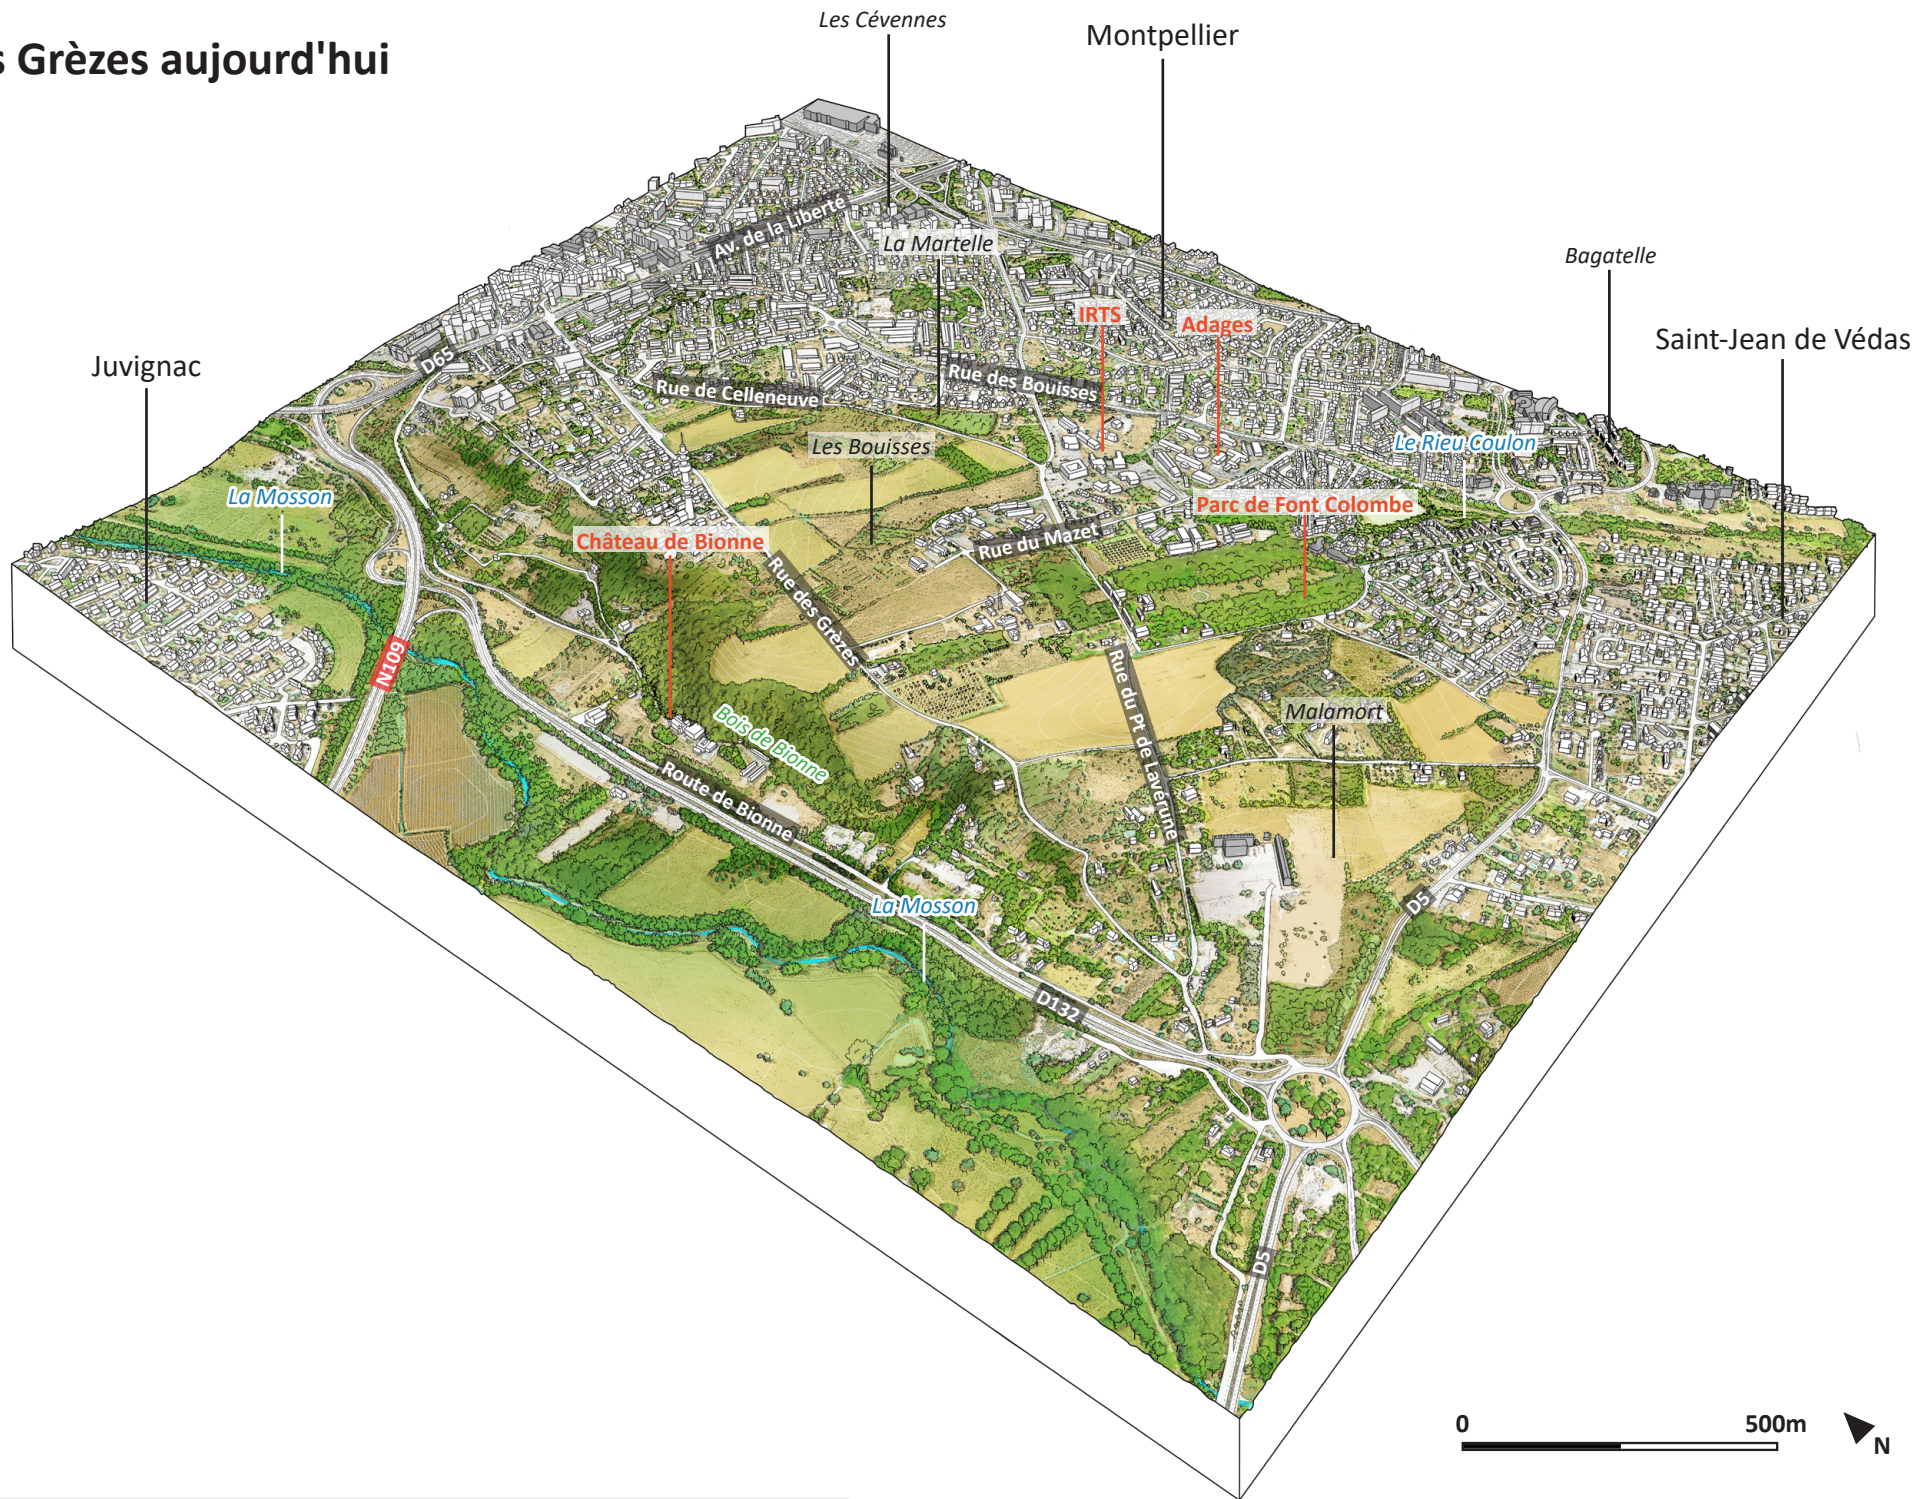 s Grèzes aujourd'hui
Les Cévennes
Montpellier
Av. de la Liberté
La Martelle
Bagatelle
IRTS
Adages
Saint-Jean de Védas
Juvignac
D65
Rue de Celleneuve
Rue des Bouisses
Les Bouisses
Le Rieu Coulon
La Mosson
Parc de Font Colombe
Château de Bionne
Rue du Mazet
Rue des Grèzes
N109
Rue du Pt de Lavérune
Malamort
Bois de Bionne
Route de Bionne
La Mosson
D5
D132
D5
0
500m
N